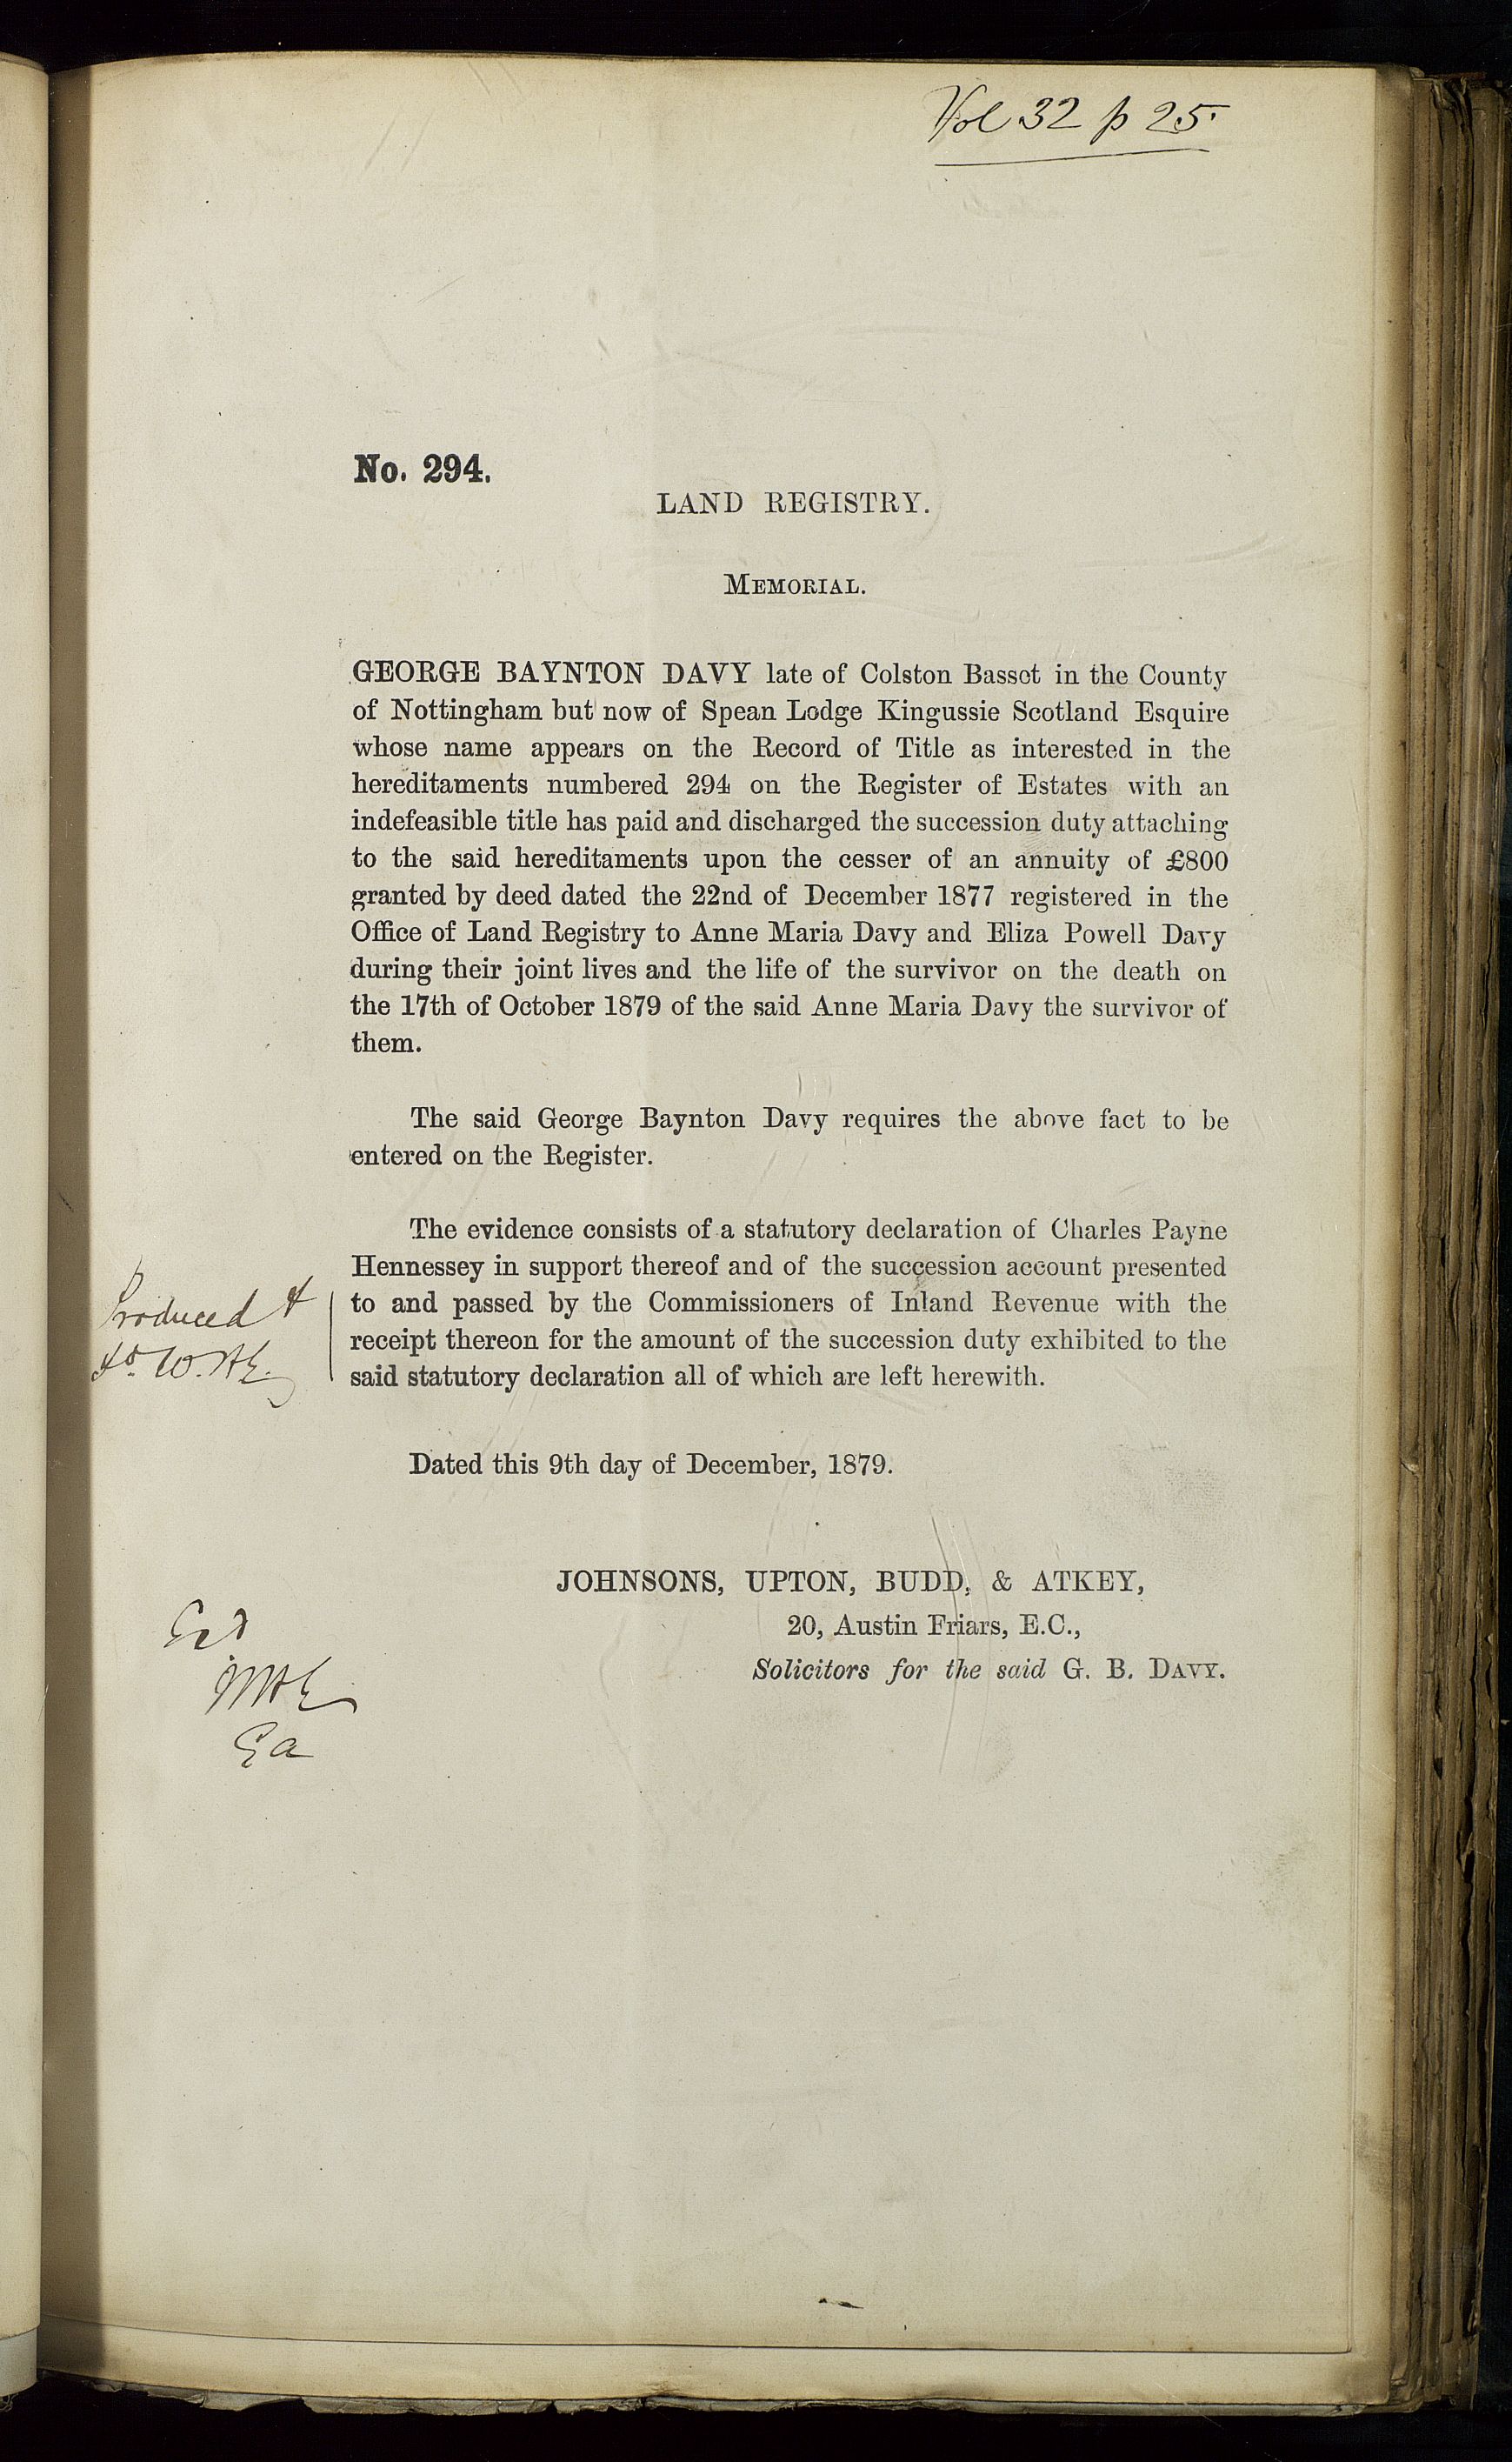 Vol 32 p 25
No. 294.
LAND REGISTRY.
MEMORIAL.
GEORGE BAYNTON DAVY late of Colston Basset in the County
of Nottingham but now of Spean Lodge Kingussie Scotland Esquire
whose name appears on the Record of Title as interested in the
hereditaments numbered 294 on the Register of Estates with an
indefeasible title has paid and discharged the succession duty attaching
to the said hereditaments upon the cesser of an annuity of £800
granted by deed dated the 22nd of December 1877 registered in the
Office of Land Registry to Anne Maria Davy and Eliza Powell Davy
during their joint lives and the life of the survivor on the death on
the 17th of October 1879 of the said Anne Maria Davy the survivor of
them.
The said George Baynton Davy requires the above fact to be
entered on the Register.
The evidence consists of a statutory declaration of Charles Payne
Hennessey in support thereof and of the succession account presented
to and passed by the Commissioners of Inland Revenue with the
receipt thereon for the amount of the succession duty exhibited to the
said statutory declaration all of which are left herewith.
Produced &
Dated this 9th day of December, 1879.
JOHNSONS, UPTON, BUDD, & ATKEY,
20, Austin Friars, E.C.,
Solicitors for the said G. B. DAVY.